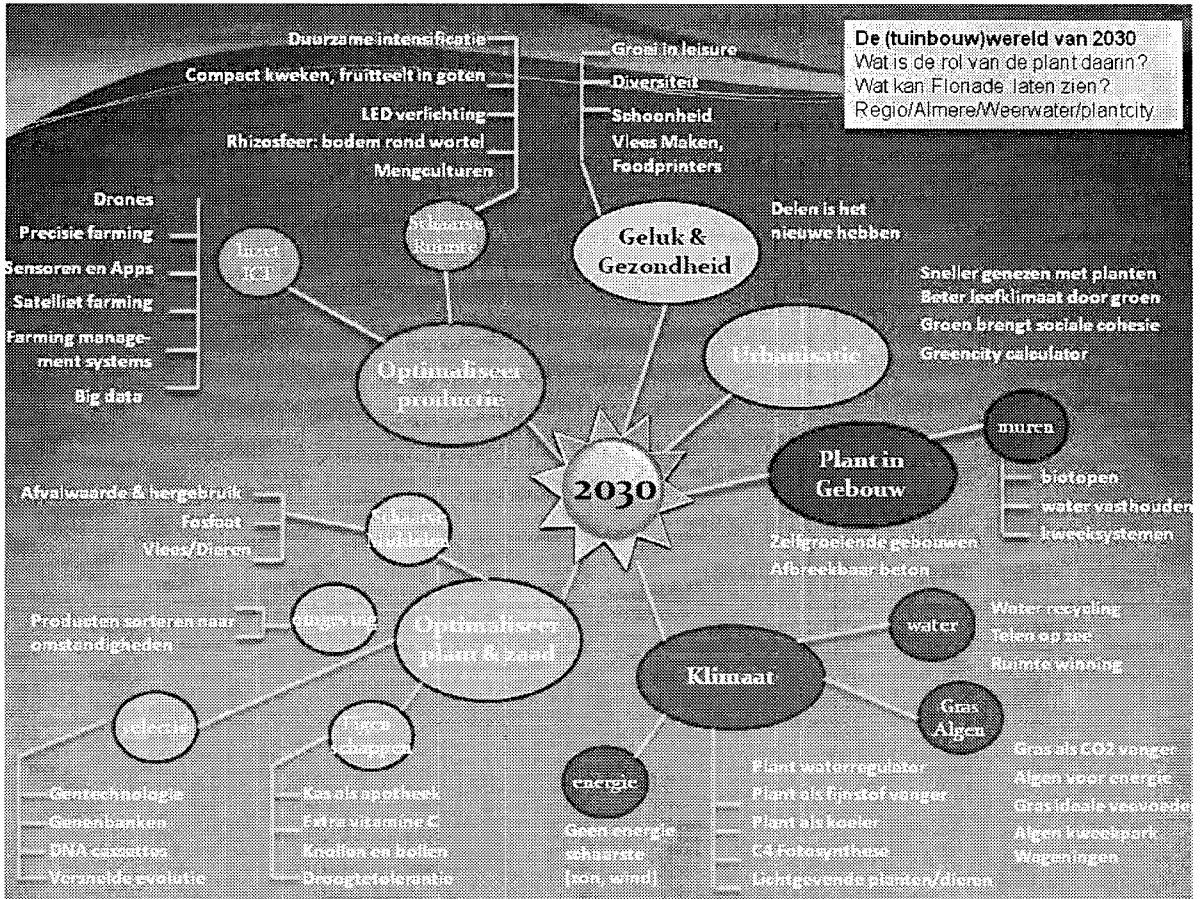 De (tuinbouw)wereld van 2030
Wat is de rol van de plant daarin?
Wat kan Floriade laten zien?
Regio/Almere/Weerwater/plantcity
Duurzame intensificatie
Compact kweken, fruitteelt in goten
LED verlichting
Rhizosfeer: bodem rond wortel
Mengculturen
Groei in leisure
Diversiteit
Schoonheid
Vlees Maken,
Foodprinters
Drones
Precisie farming
Sensoren en Apps
Satelliet farming
Farming manage-
ment systems
Big data
Inzet
ICT
Schaarse
Ruimte
Geluk &
Gezondheid
Delen is het
nieuwe hebben
Optimaliseer
productie
Urbanisatie
Sneller genezen met planten
Beter leefklimaat door groen
Groen brengt sociale cohesie
Greencity calculator
2030
Plant in
Gebouw
muren
biotopen
water vasthouden
kweeksystemen
Zelfgroeiende gebouwen
Afbreekbaar beton
Afvalwaarde & hergebruik
Fosfaat
Vlees/Dieren
Schaarse
middelen
Producten sorteren naar
omstandigheden
omgeving
Optimaliseer
plant & zaad
Klimaat
water
Water recycling
Telen op zee
Ruimte winning
Gras
Algen
Gras als CO2 vanger
Algen voor energie
Gras ideale veevoeder
Algen kweekpark
Wageningen
selectie
Gentechnologie
Genenbanken
DNA cassettes
Versnelde evolutie
Eigen
schappen
Kas als apotheek
Extra vitamine C
Knollen en bollen
Droogtetolerantie
energie
Geen energie
schaarste
(zon, wind)
Plant waterregulator
Plant als fijnstof vanger
Plant als koeler
C4 Fotosynthese
Lichtgevende planten/dieren